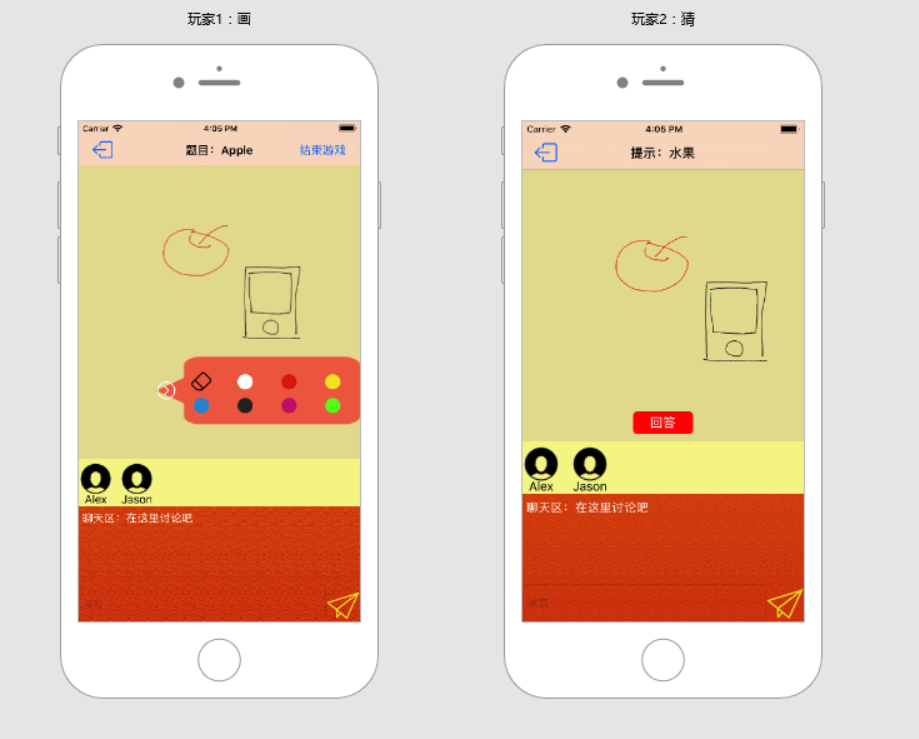 玩家1：画
Carrier
4:05 PM
题目：Apple
结束游戏
Alex
Jason
聊天区：在这里讨论吧
玩家2：猜
Carrier
4:05 PM
提示：水果
回答
Alex
Jason
聊天区：在这里讨论吧